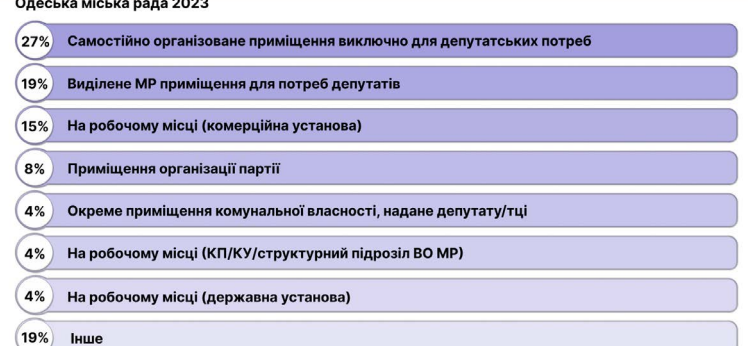 Одеська міська рада 2023
27% Самостійно організоване приміщення виключно для депутатських потреб
19% Виділене МР приміщення для потреб депутатів
15% На робочому місці (комерційна установа)
8% Приміщення організації партії
4% Окреме приміщення комунальної власності, надане депутату/тці
4% На робочому місці (КП/КУ/структурний підрозділ ВО МР)
4% На робочому місці (державна установа)
19% Інше